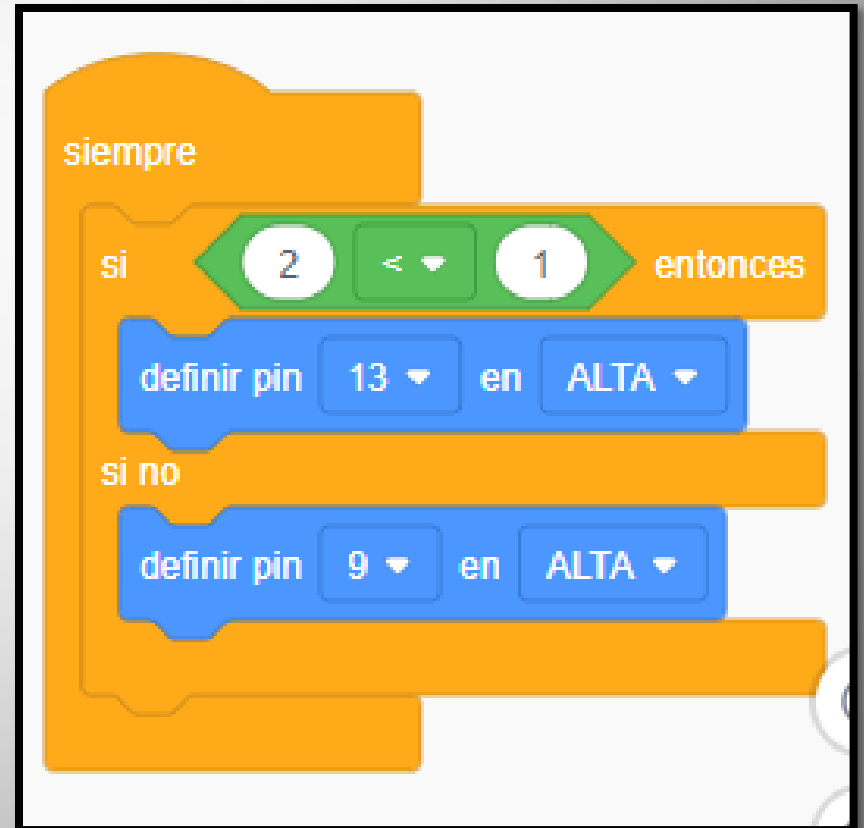 siempre
si 2 < 1 entonces
definir pin 13 en ALTA
si no
definir pin 9 en ALTA